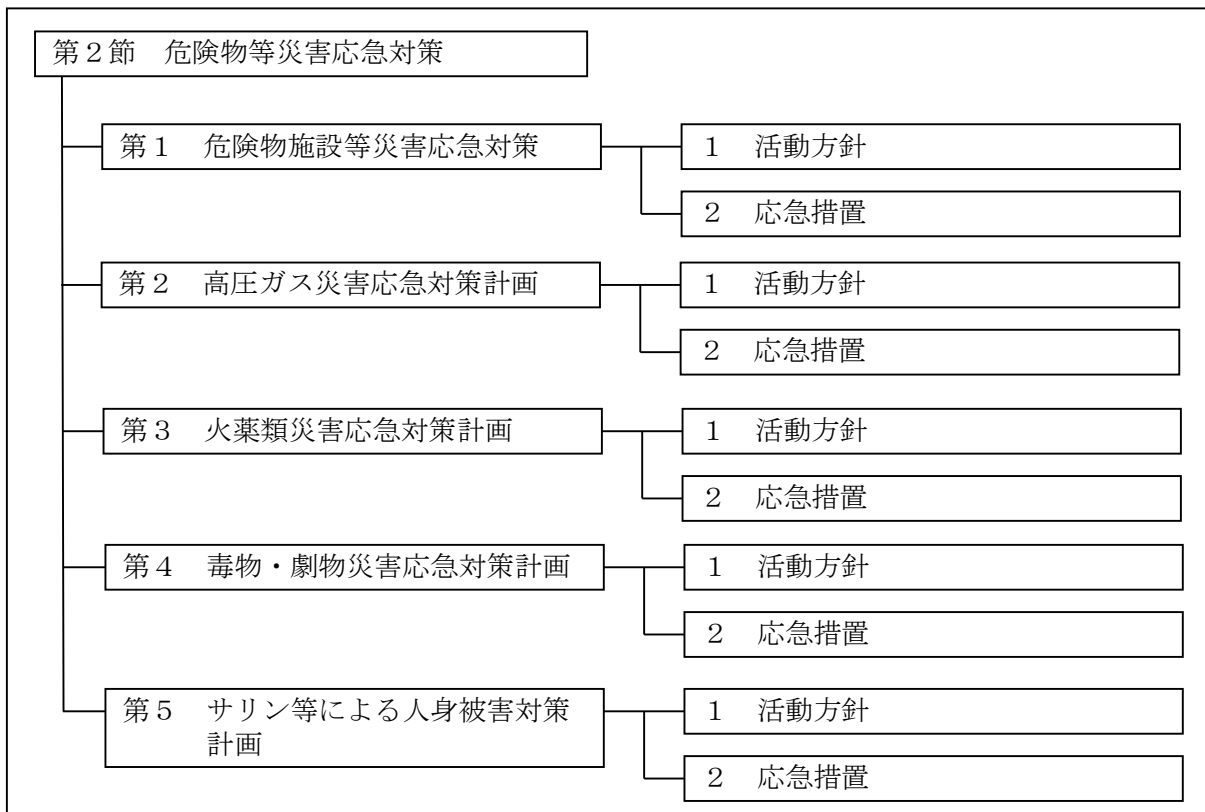 第２節　危険物等災害応急対策
第１　危険物施設等災害応急対策
１　活動方針
２　応急措置
第２　高圧ガス災害応急対策計画
１　活動方針
２　応急措置
第３　火薬類災害応急対策計画
１　活動方針
２　応急措置
第４　毒物・劇物災害応急対策計画
１　活動方針
２　応急措置
第５　サリン等による人身被害対策
計画
１　活動方針
２　応急措置